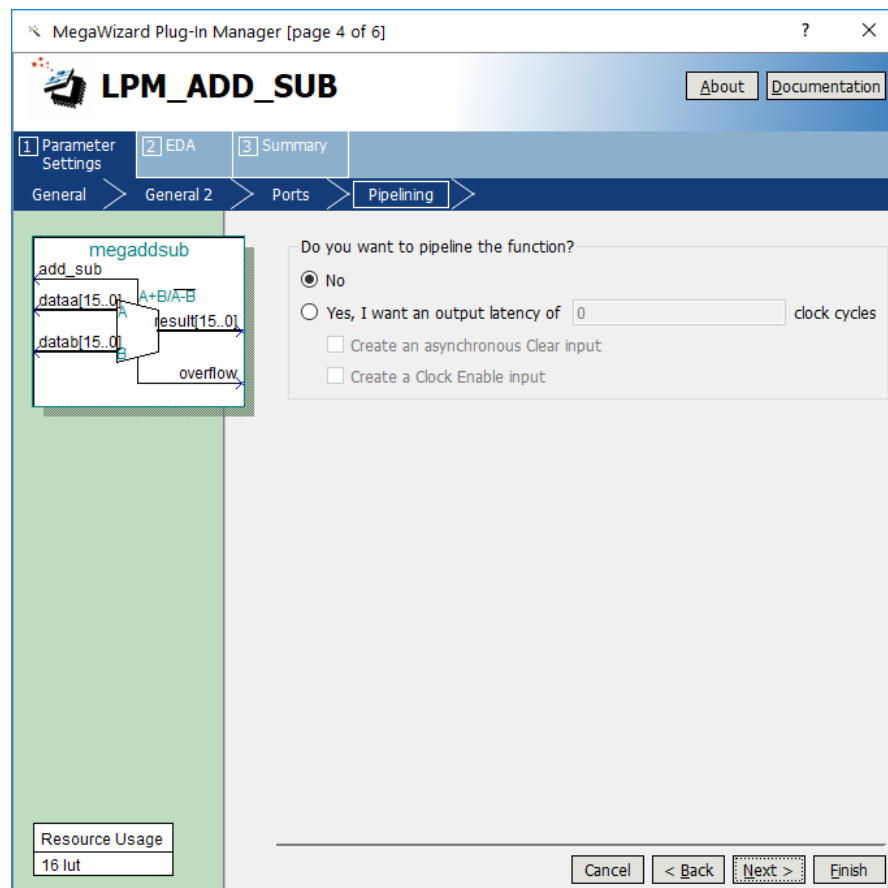 MegaWizard Plug-In Manager [page 4 of 6]
?
LPM_ADD_SUB
About
Documentation
1 Parameter Settings
2 EDA
3 Summary
General
General 2
Ports
Pipelining
megaddsub
add_sub
A+B/A-B
dataa[15..0]
A
result[15..0]
datab[15..0]
B
overflow
Do you want to pipeline the function?
No
Yes, I want an output latency of 0 clock cycles
Create an asynchronous Clear input
Create a Clock Enable input
Resource Usage
16 lut
Cancel
< Back
Next >
Finish